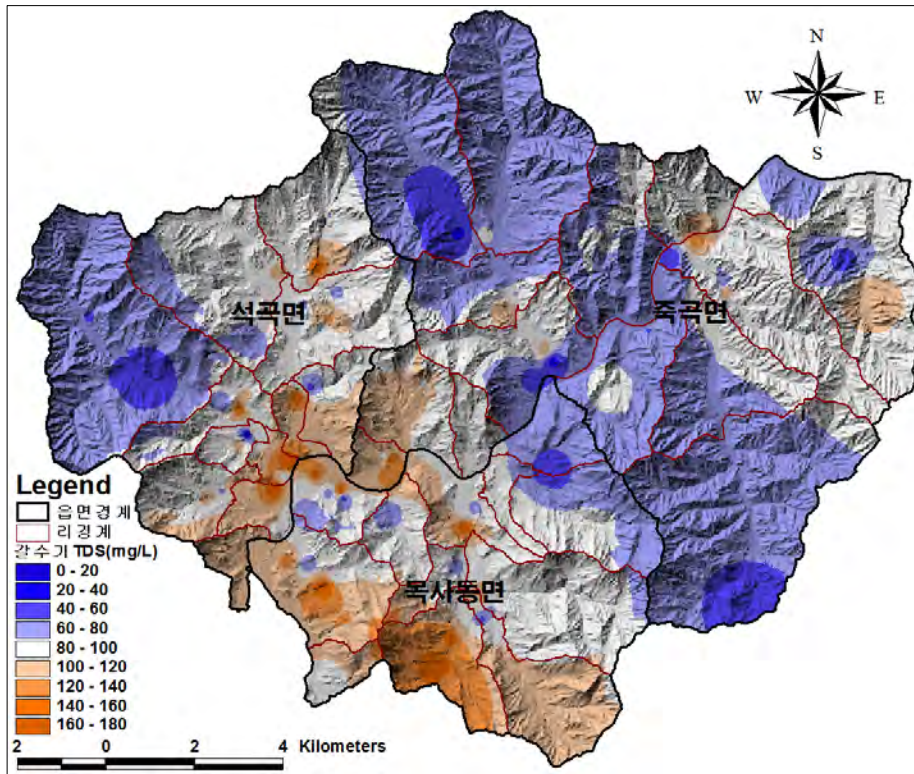 N
W E
S
석곡면
죽곡면
목사동면
Legend
읍면경계
리경계
갈수기 TDS(mg/L)
0 - 20
20 - 40
40 - 60
60 - 80
80 - 100
100 - 120
120 - 140
140 - 160
160 - 180
2 0 2 4 Kilometers